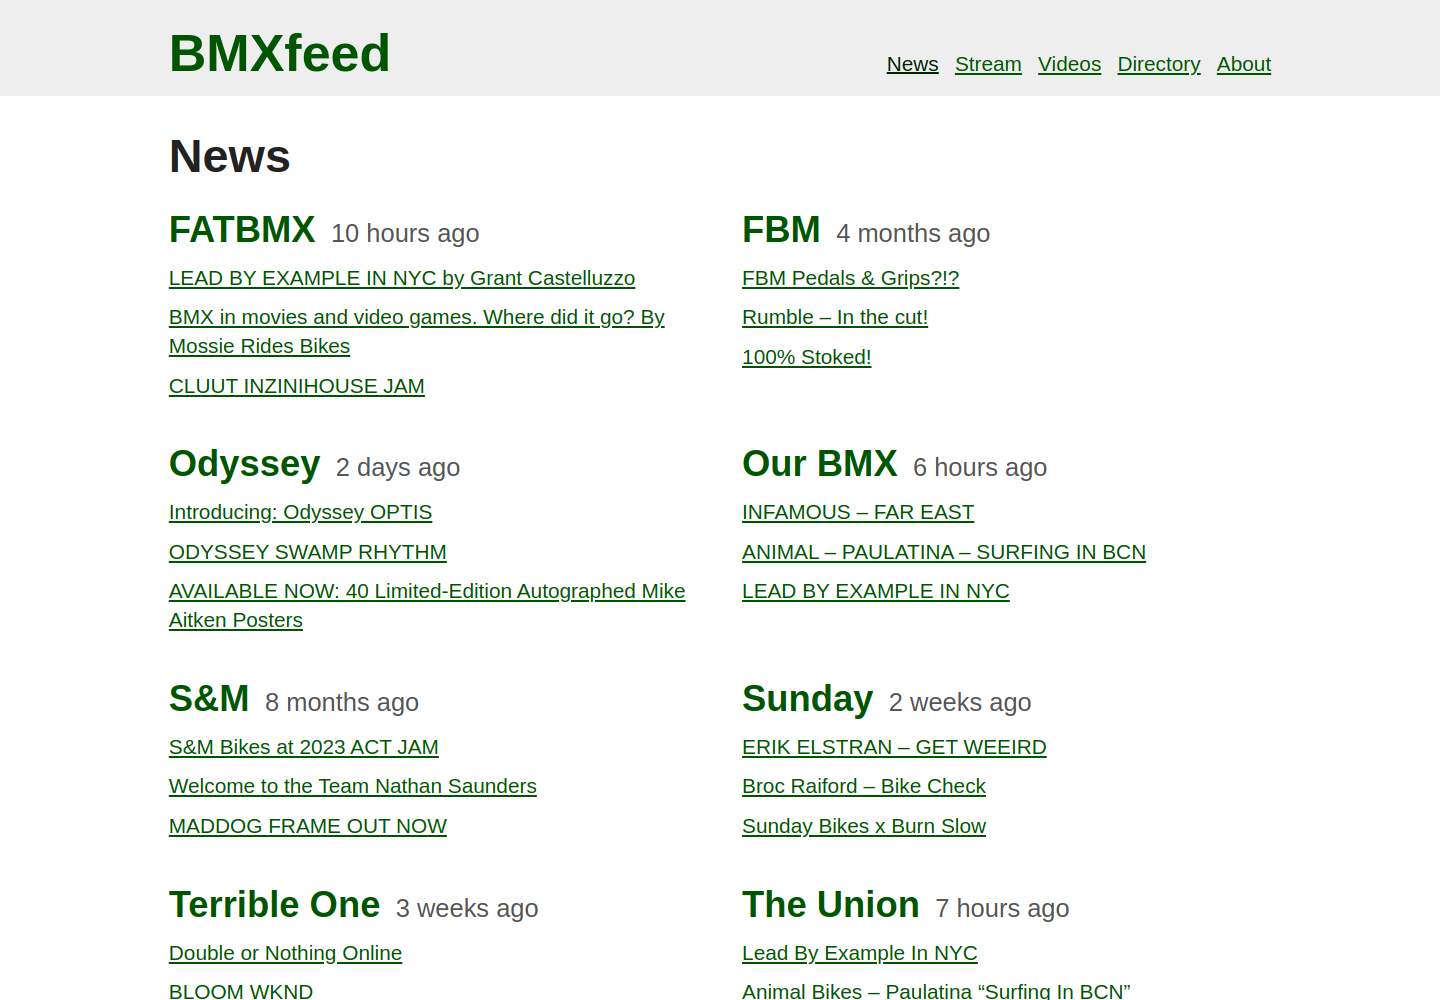 BMXfeed
News Stream Videos Directory About
News
FATBMX 10 hours ago
LEAD BY EXAMPLE IN NYC by Grant Castelluzzo
BMX in movies and video games. Where did it go? By
Mossie Rides Bikes
CLUUT INZINIHOUSE JAM
FBM 4 months ago
FBM Pedals & Grips?!?
Rumble – In the cut!
100% Stoked!
Odyssey 2 days ago
Introducing: Odyssey OPTIS
ODYSSEY SWAMP RHYTHM
AVAILABLE NOW: 40 Limited-Edition Autographed Mike
Aitken Posters
Our BMX 6 hours ago
INFAMOUS – FAR EAST
ANIMAL – PAULATINA – SURFING IN BCN
LEAD BY EXAMPLE IN NYC
S&M 8 months ago
S&M Bikes at 2023 ACT JAM
Welcome to the Team Nathan Saunders
MADDOG FRAME OUT NOW
Sunday 2 weeks ago
ERIK ELSTRAN – GET WEEIRD
Broc Raiford – Bike Check
Sunday Bikes x Burn Slow
Terrible One 3 weeks ago
Double or Nothing Online
BLOOM WKND
The Union 7 hours ago
Lead By Example In NYC
Animal Bikes – Paulatina “Surfing In BCN”